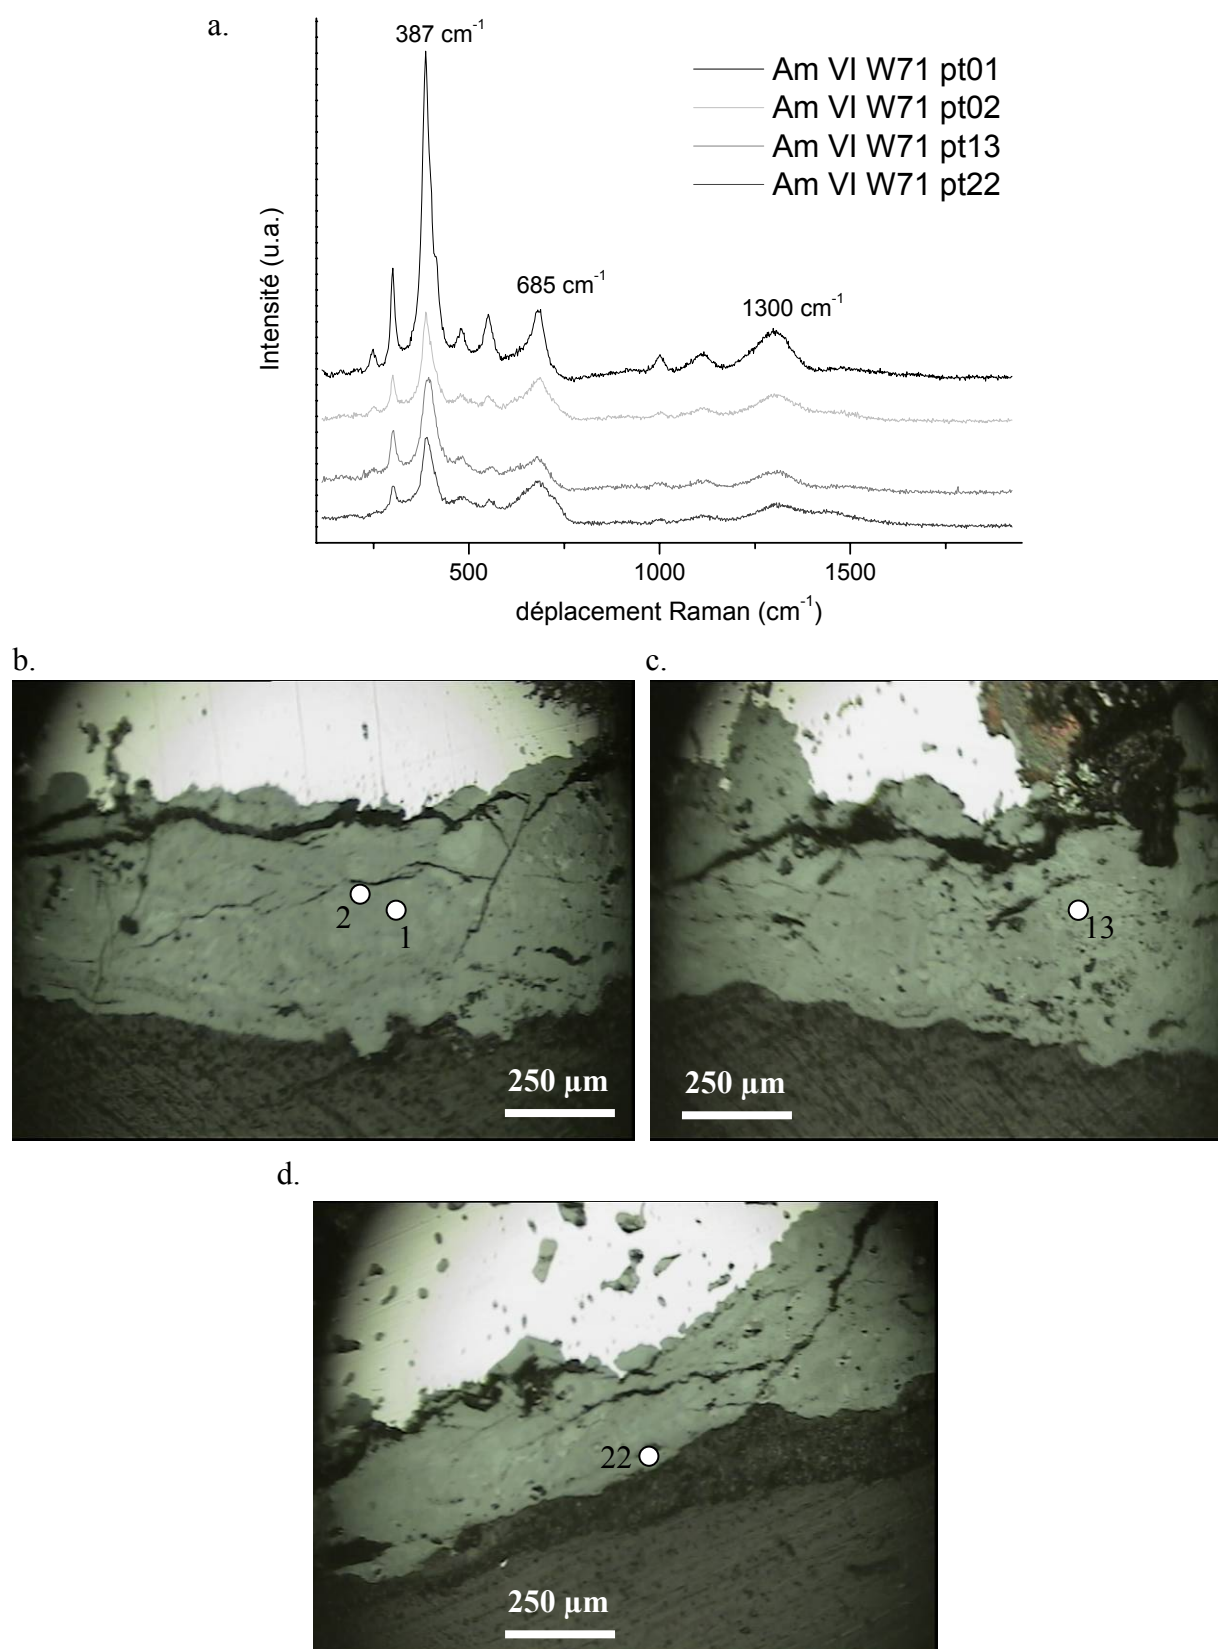 a.
387 cm⁻¹
Am VI W71 pt01
Am VI W71 pt02
Am VI W71 pt13
Am VI W71 pt22
Intensité (u.a.)
685 cm⁻¹
1300 cm⁻¹
500 1000 1500
déplacement Raman (cm⁻¹)
b.
2
1
250 µm
c.
13
250 µm
d.
22
250 µm